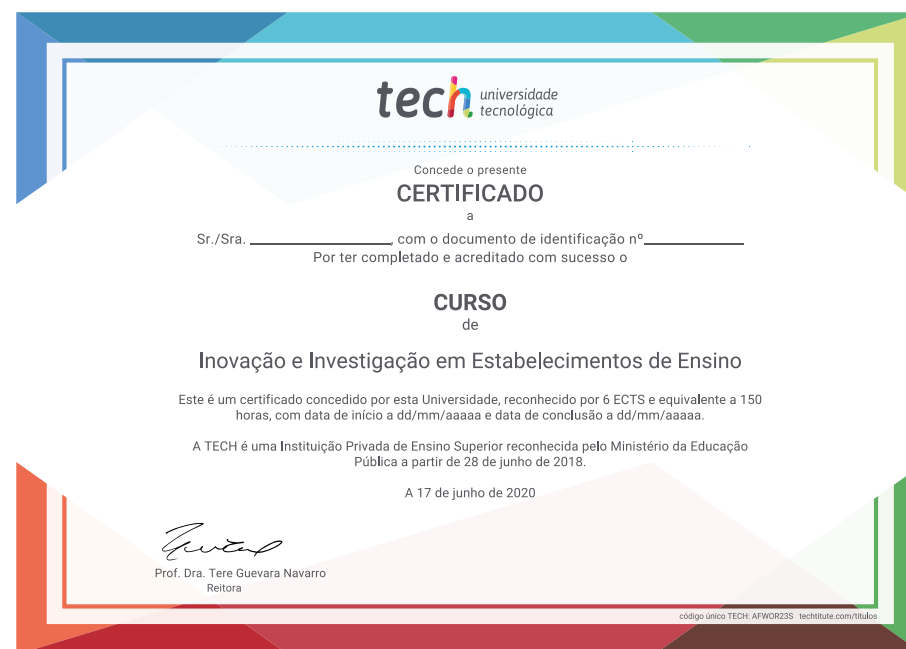 tech universidade
tecnológica
Concede o presente
CERTIFICADO
a
Sr./Sra. ________________, com o documento de identificação nº____________
Por ter completado e acreditado com sucesso o
CURSO
de
Inovação e Investigação em Estabelecimentos de Ensino
Este é um certificado concedido por esta Universidade, reconhecido por 6 ECTS e equivalente a 150
horas, com data de início a dd/mm/aaaaa e data de conclusão a dd/mm/aaaaa.
A TECH é uma Instituição Privada de Ensino Superior reconhecida pelo Ministério da Educação
Pública a partir de 28 de junho de 2018.
A 17 de junho de 2020
Prof. Dra. Tere Guevara Navarro
Reitora
código único TECH: AFWOR23S techtitute.com/titulos